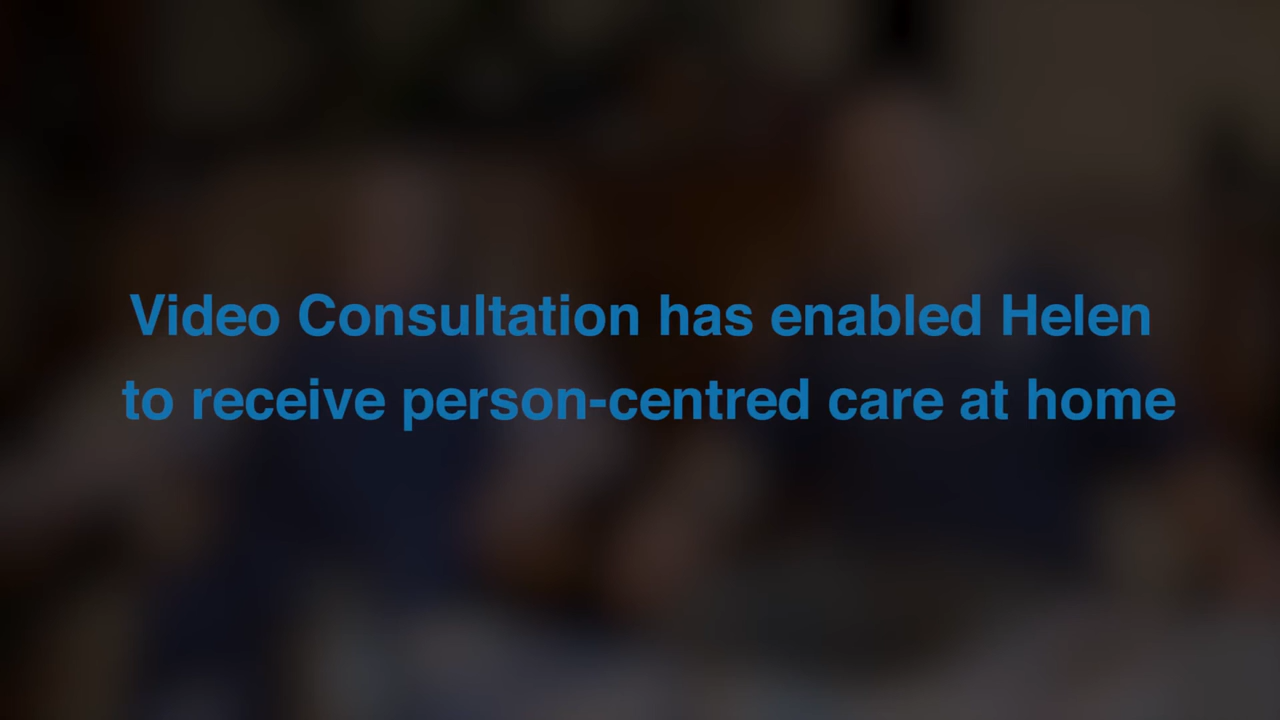 Video Consultation has enabled Helen
to receive person-centred care at home